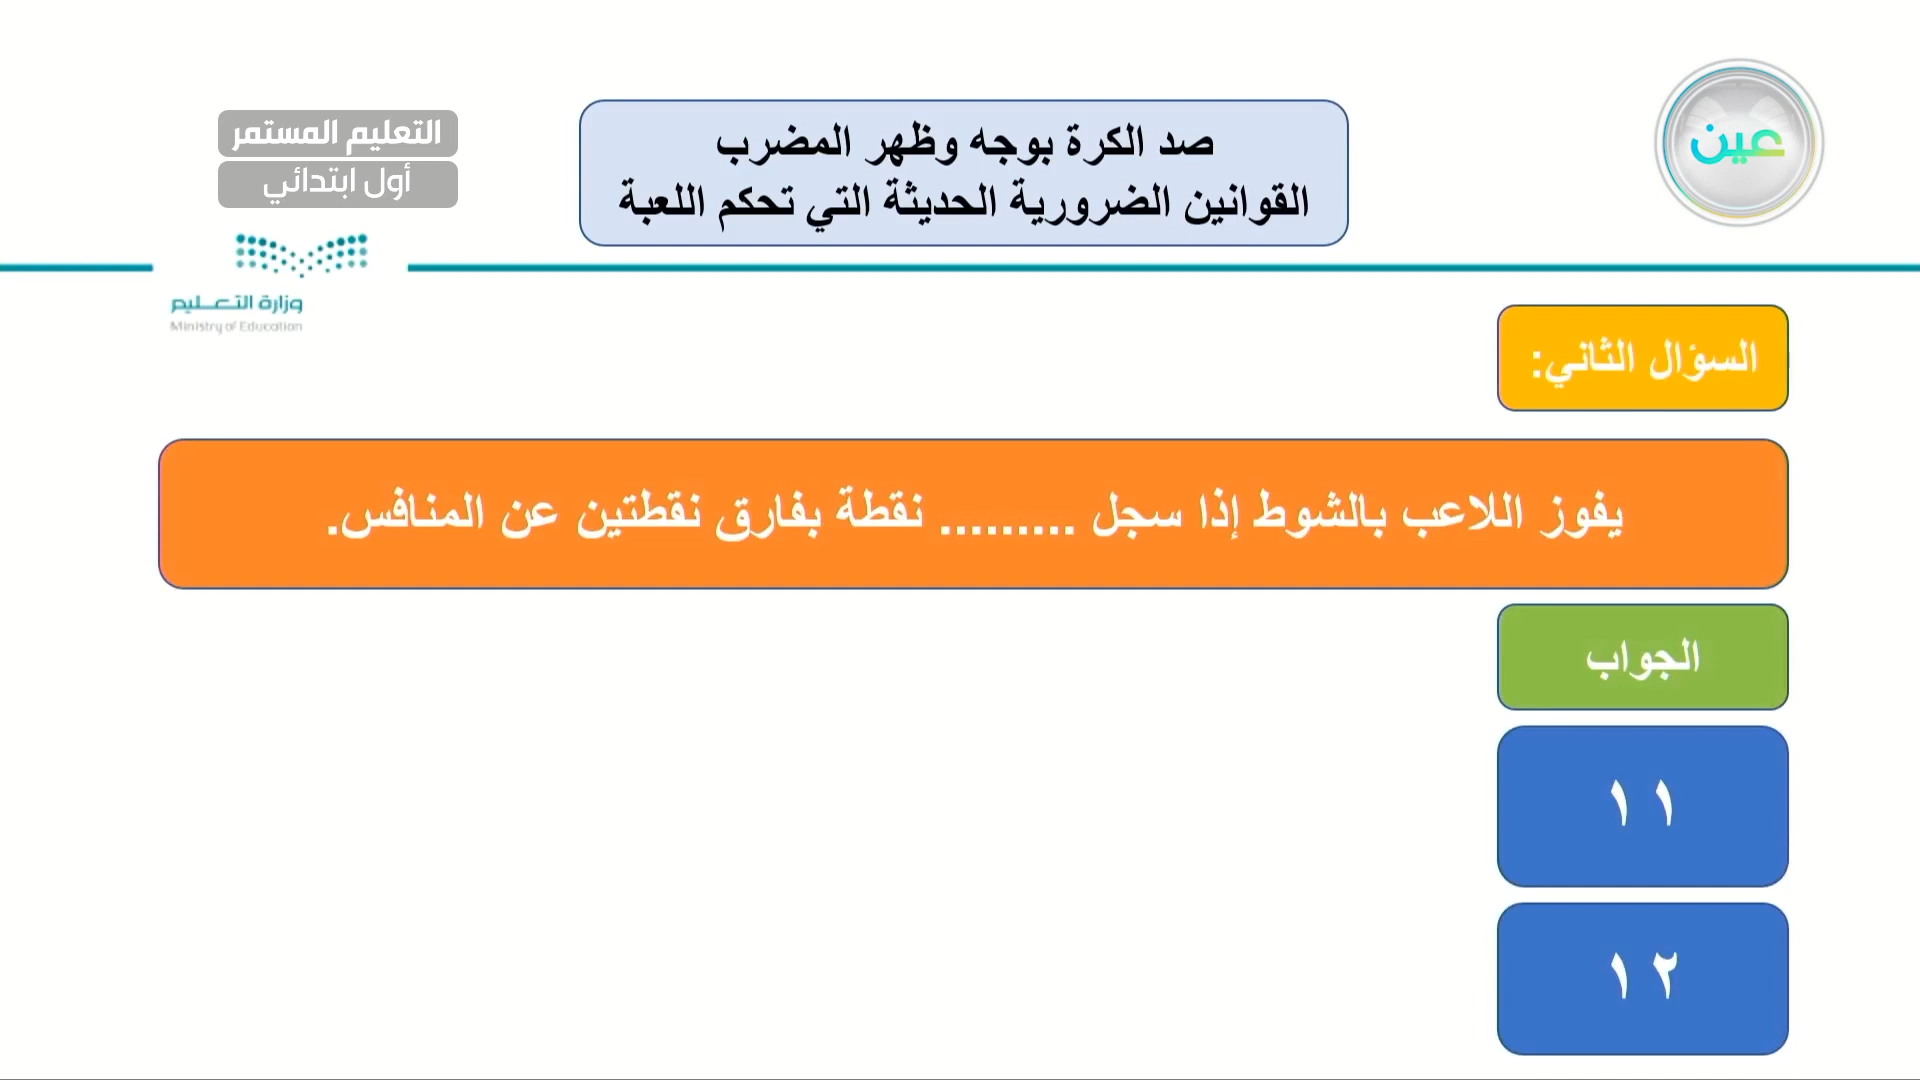 عين
صد الكرة بوجه وظهر المضرب
القوانين الضرورية الحديثة التي تحكم اللعبة
التعليم المستمر
أول ابتدائي
وزارة التعليم
Ministry of Education
السؤال الثاني:
يفوز اللاعب بالشوط إذا سجل ......... نقطة بفارق نقطتين عن المنافس.
الجواب
١١
١٢